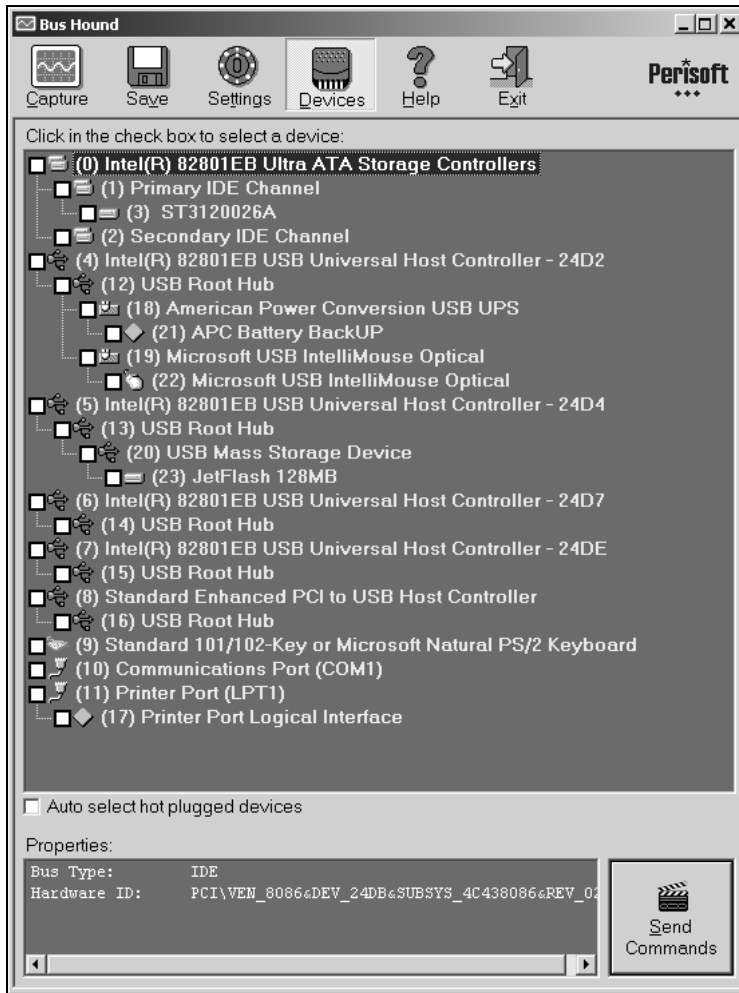 Bus Hound
Capture Save Settings Devices Help Exit Perisoft
Click in the check box to select a device:
(0) Intel(R) 82801EB Ultra ATA Storage Controllers
(1) Primary IDE Channel
(3) ST3120026A
(2) Secondary IDE Channel
(4) Intel(R) 82801EB USB Universal Host Controller - 24D2
(12) USB Root Hub
(18) American Power Conversion USB UPS
(21) APC Battery BackUP
(19) Microsoft USB IntelliMouse Optical
(22) Microsoft USB IntelliMouse Optical
(5) Intel(R) 82801EB USB Universal Host Controller - 24D4
(13) USB Root Hub
(20) USB Mass Storage Device
(23) JetFlash 128MB
(6) Intel(R) 82801EB USB Universal Host Controller - 24D7
(14) USB Root Hub
(7) Intel(R) 82801EB USB Universal Host Controller - 24DE
(15) USB Root Hub
(8) Standard Enhanced PCI to USB Host Controller
(16) USB Root Hub
(9) Standard 101/102-Key or Microsoft Natural PS/2 Keyboard
(10) Communications Port (COM1)
(11) Printer Port (LPT1)
(17) Printer Port Logical Interface
Auto select hot plugged devices
Properties:
Bus Type: IDE
Hardware ID: PCI\VEN_8086&DEV_24DB&SUBSYS_4C438086&REV_02
Send
Commands